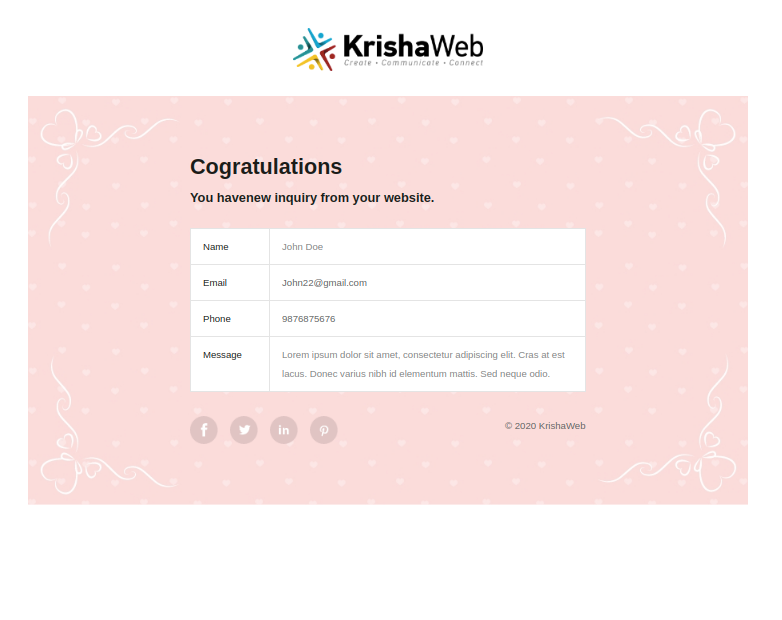 KrishaWeb
Create • Communicate • Connect
Cogratulations
You havenew inquiry from your website.
Name
John Doe
Email
John22@gmail.com
Phone
9876875676
Message
Lorem ipsum dolor sit amet, consectetur adipiscing elit. Cras at est
lacus. Donec varius nibh id elementum mattis. Sed neque odio.
© 2020 KrishaWeb